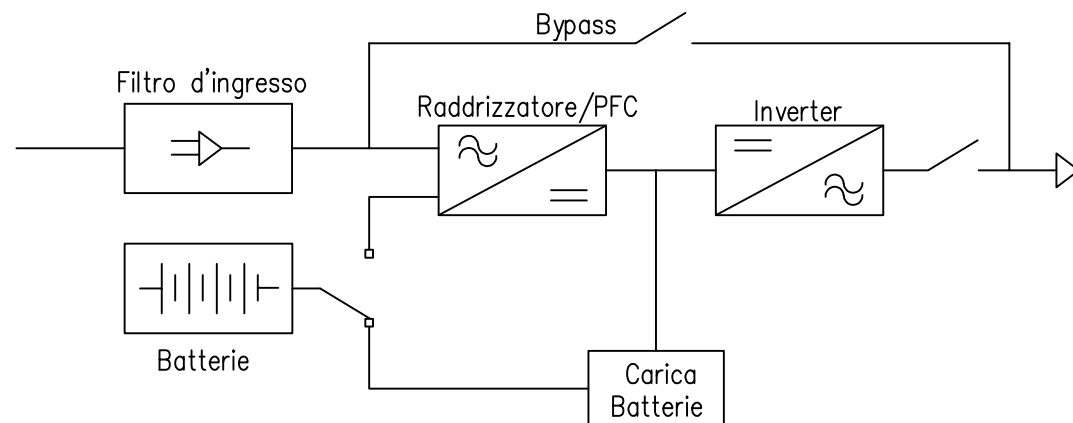 Bypass
Filtro d'ingresso
Raddrizzatore/PFC
Inverter
Batterie
Carica
Batterie